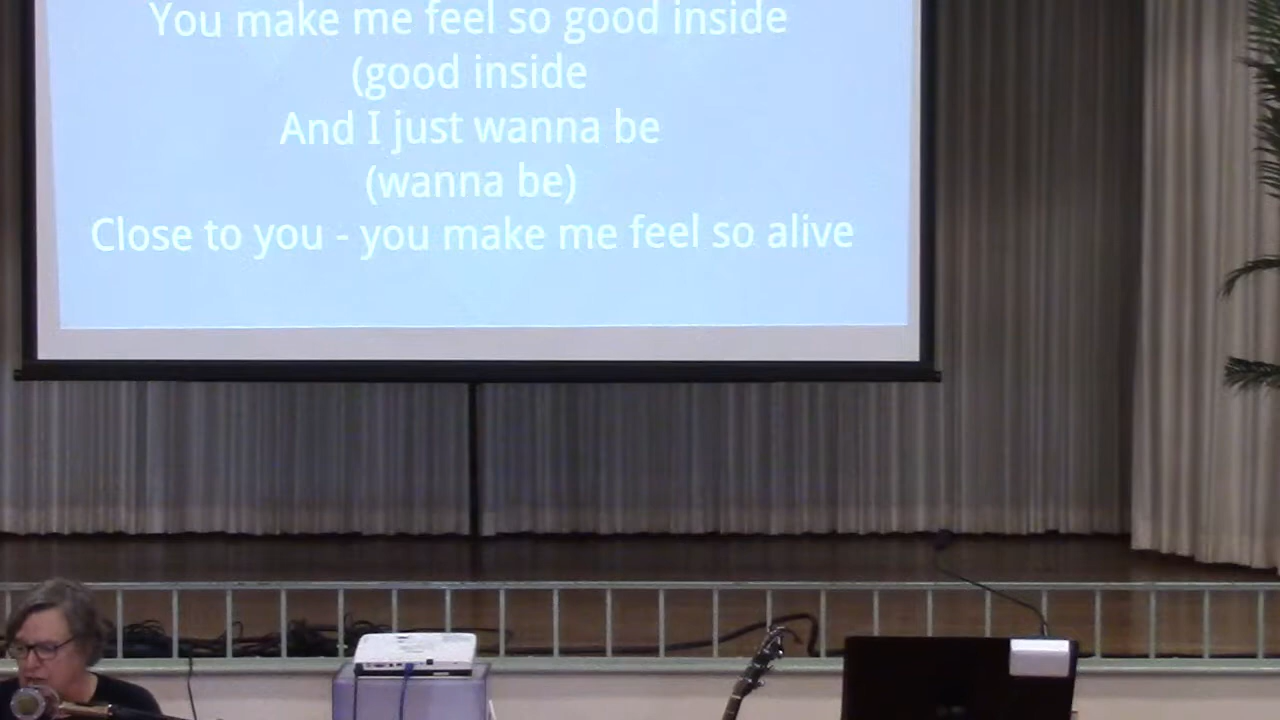 You make me feel so good inside
(good inside
And I just wanna be
(wanna be)
Close to you - you make me feel so alive